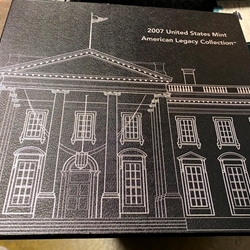 2007 United States Mint
American Legacy Collection™